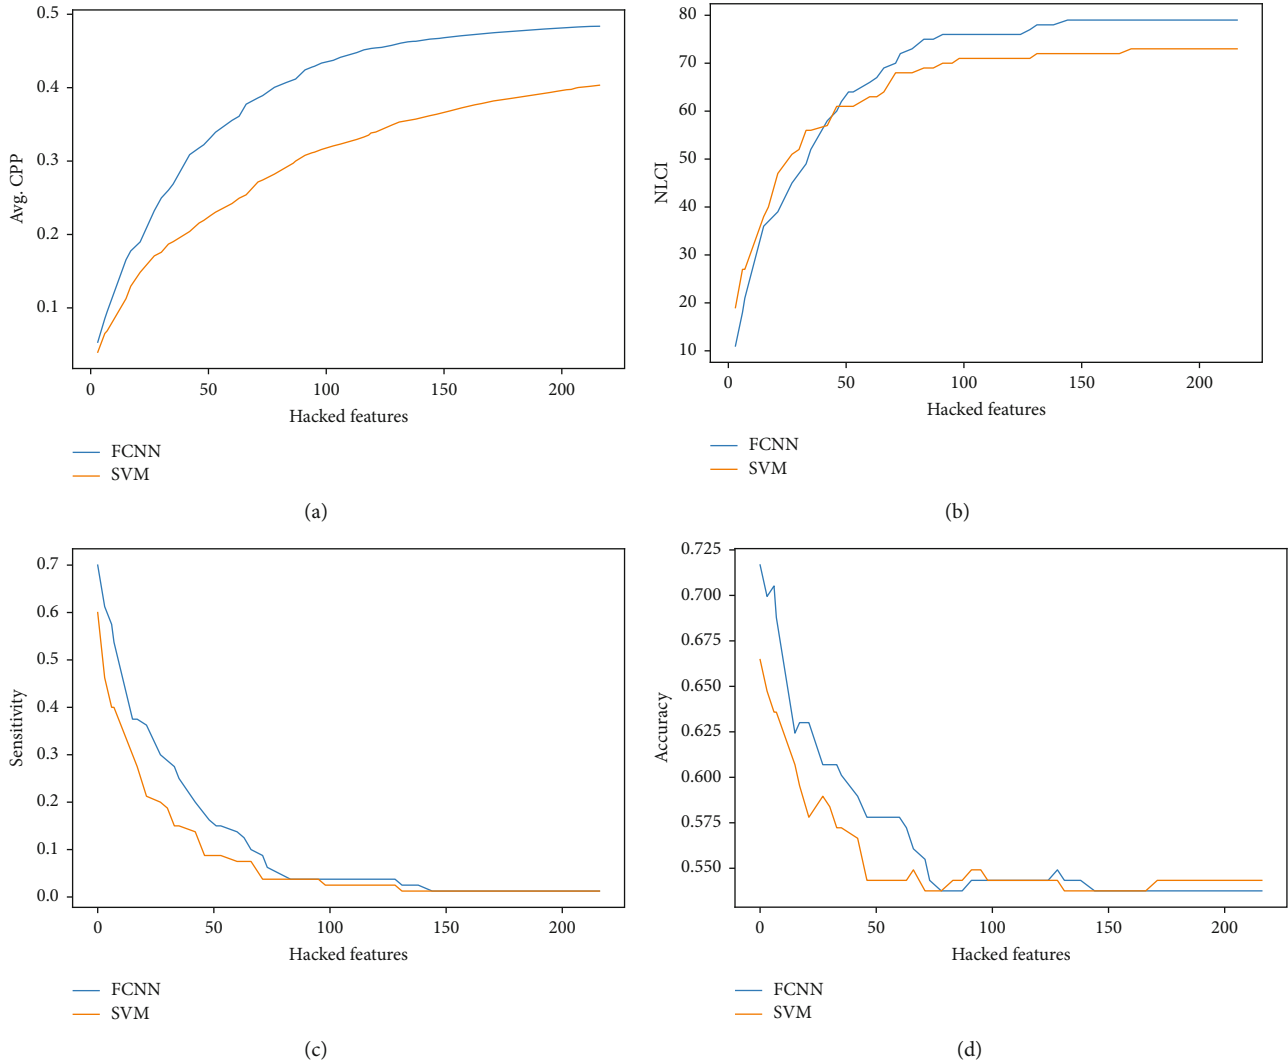 0.5
0.4
0.3
0.2
0.1
Avg. CPP
0 50 100 150 200
Hacked features
FCNN
SVM
(a)
80
70
60
50
40
30
20
10
NLCI
0 50 100 150 200
Hacked features
FCNN
SVM
(b)
0.7
0.6
0.5
0.4
0.3
0.2
0.1
0.0
Sensitivity
0 50 100 150 200
Hacked features
FCNN
SVM
(c)
0.725
0.700
0.675
0.650
0.625
0.600
0.575
0.550
Accuracy
0 50 100 150 200
Hacked features
FCNN
SVM
(d)